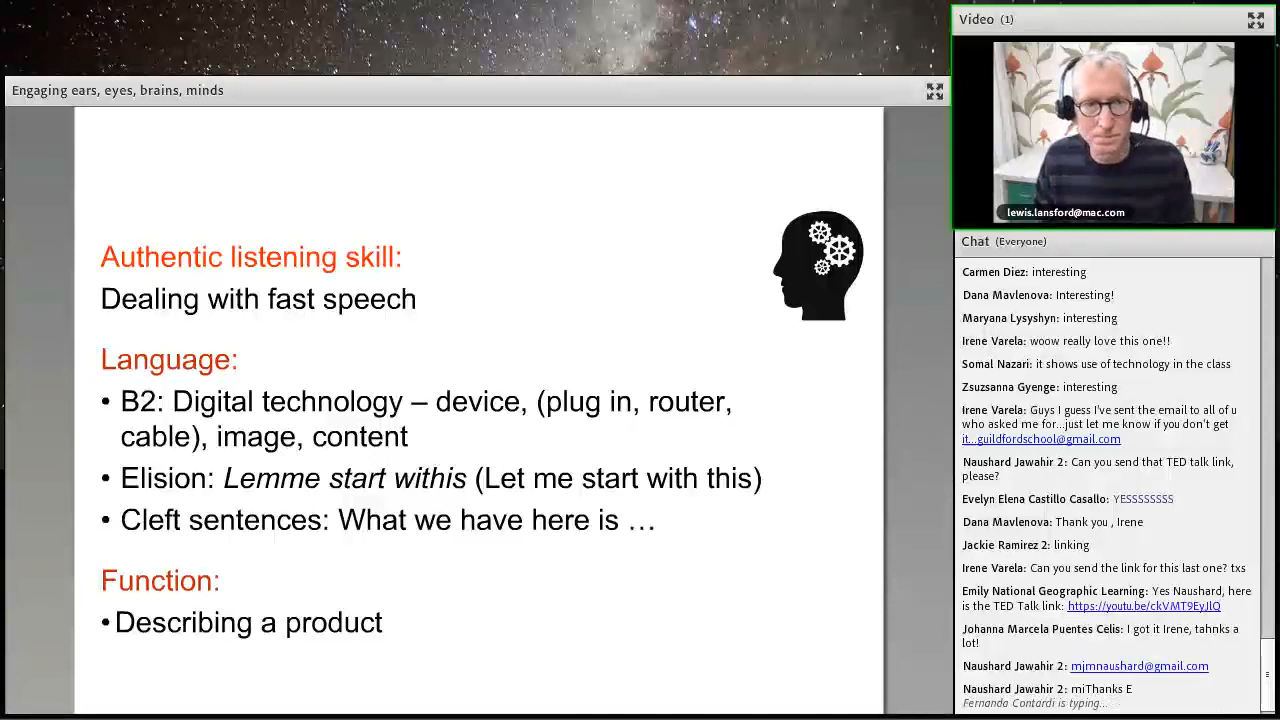 Engaging ears, eyes, brains, minds
Authentic listening skill:
Dealing with fast speech
Language:
• B2: Digital technology – device, (plug in, router,
cable), image, content
• Elision: Lemme start withis (Let me start with this)
• Cleft sentences: What we have here is …
Function:
•Describing a product
Video (1)
lewis.lansford@mac.com
Chat (Everyone)
Carmen Diez: interesting
Dana Mavlenova: Interesting!
Maryana Lysyshyn: interesting
Irene Varela: woow really love this one!!
Somal Nazari: it shows use of technology in the class
Zsuzsanna Gyenge: interesting
Irene Varela: Guys I guess I've sent the email to all of u
who asked me for...just let me know if you don't get
it...guildfordschool@gmail.com
Naushard Jawahir 2: Can you send that TED talk link,
please?
Evelyn Elena Castillo Casallo: YESSSSSSSS
Dana Mavlenova: Thank you , Irene
Jackie Ramirez 2: linking
Irene Varela: Can you send the link for this last one? txs
Emily National Geographic Learning: Yes Naushard, here
is the TED Talk link: https://youtu.be/ckVMT9EyJlQ
Johanna Marcela Puentes Celis: I got it Irene, tahnks a
lot!
Naushard Jawahir 2: mjmnaushard@gmail.com
Naushard Jawahir 2: miThanks E
Fernanda Contardi is typing...